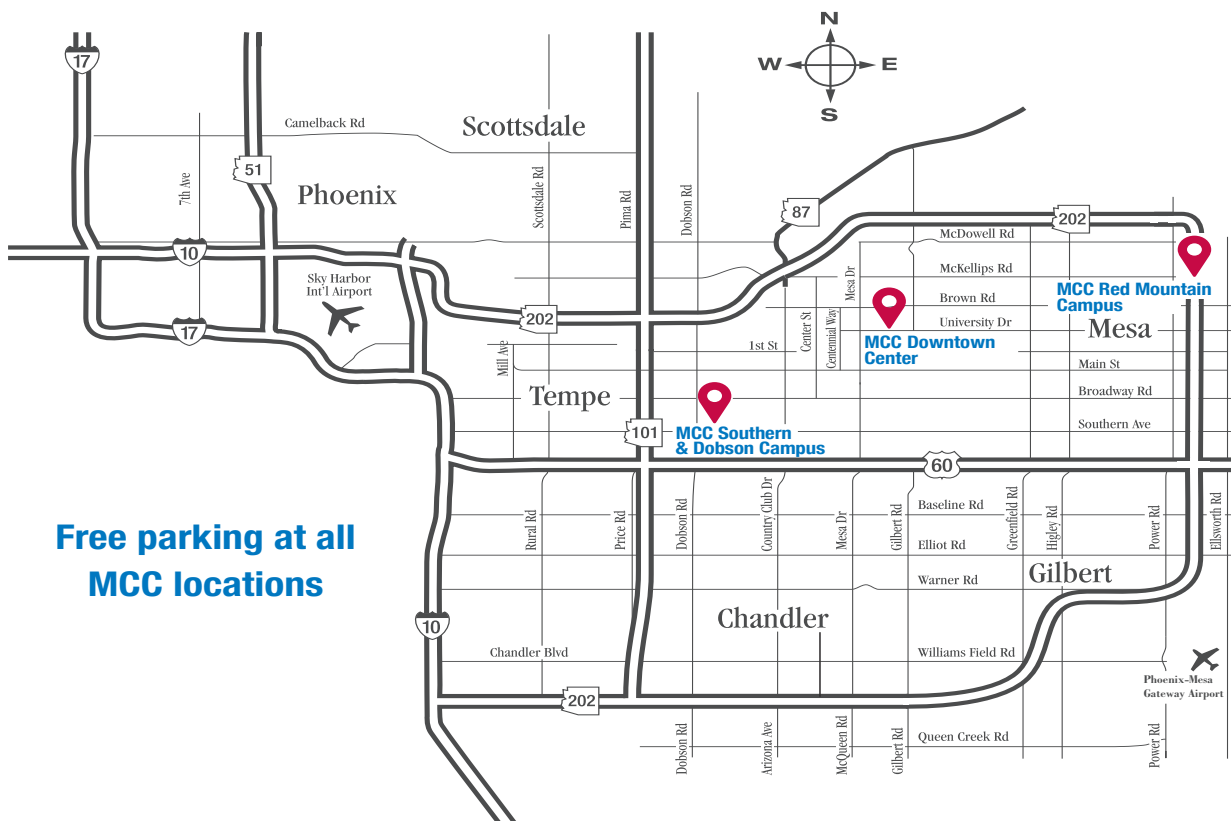 N
W
E
S
17
Camelback Rd
Scottsdale
51
7th Ave
Phoenix
Scottsdale Rd
Pima Rd
Dobson Rd
87
202
McDowell Rd
10
Sky Harbor
Int'l Airport
Mesa Dr
McKellips Rd
MCC Red Mountain
Campus
Brown Rd
202
17
Center St
Centennial Way
University Dr
Mesa
MCC Downtown
Center
Mill Ave
1st St
Main St
Tempe
Broadway Rd
101
MCC Southern
& Dobson Campus
Southern Ave
60
Rural Rd
Price Rd
Dobson Rd
Country Club Dr
Mesa Dr
Gilbert Rd
Baseline Rd
Greenfield Rd
Higley Rd
Power Rd
Ellsworth Rd
Free parking at all
MCC locations
Elliot Rd
Warner Rd
Gilbert
Chandler
10
Chandler Blvd
Williams Field Rd
Phoenix-Mesa
Gateway Airport
202
Dobson Rd
Arizona Ave
McQueen Rd
Gilbert Rd
Queen Creek Rd
Power Rd